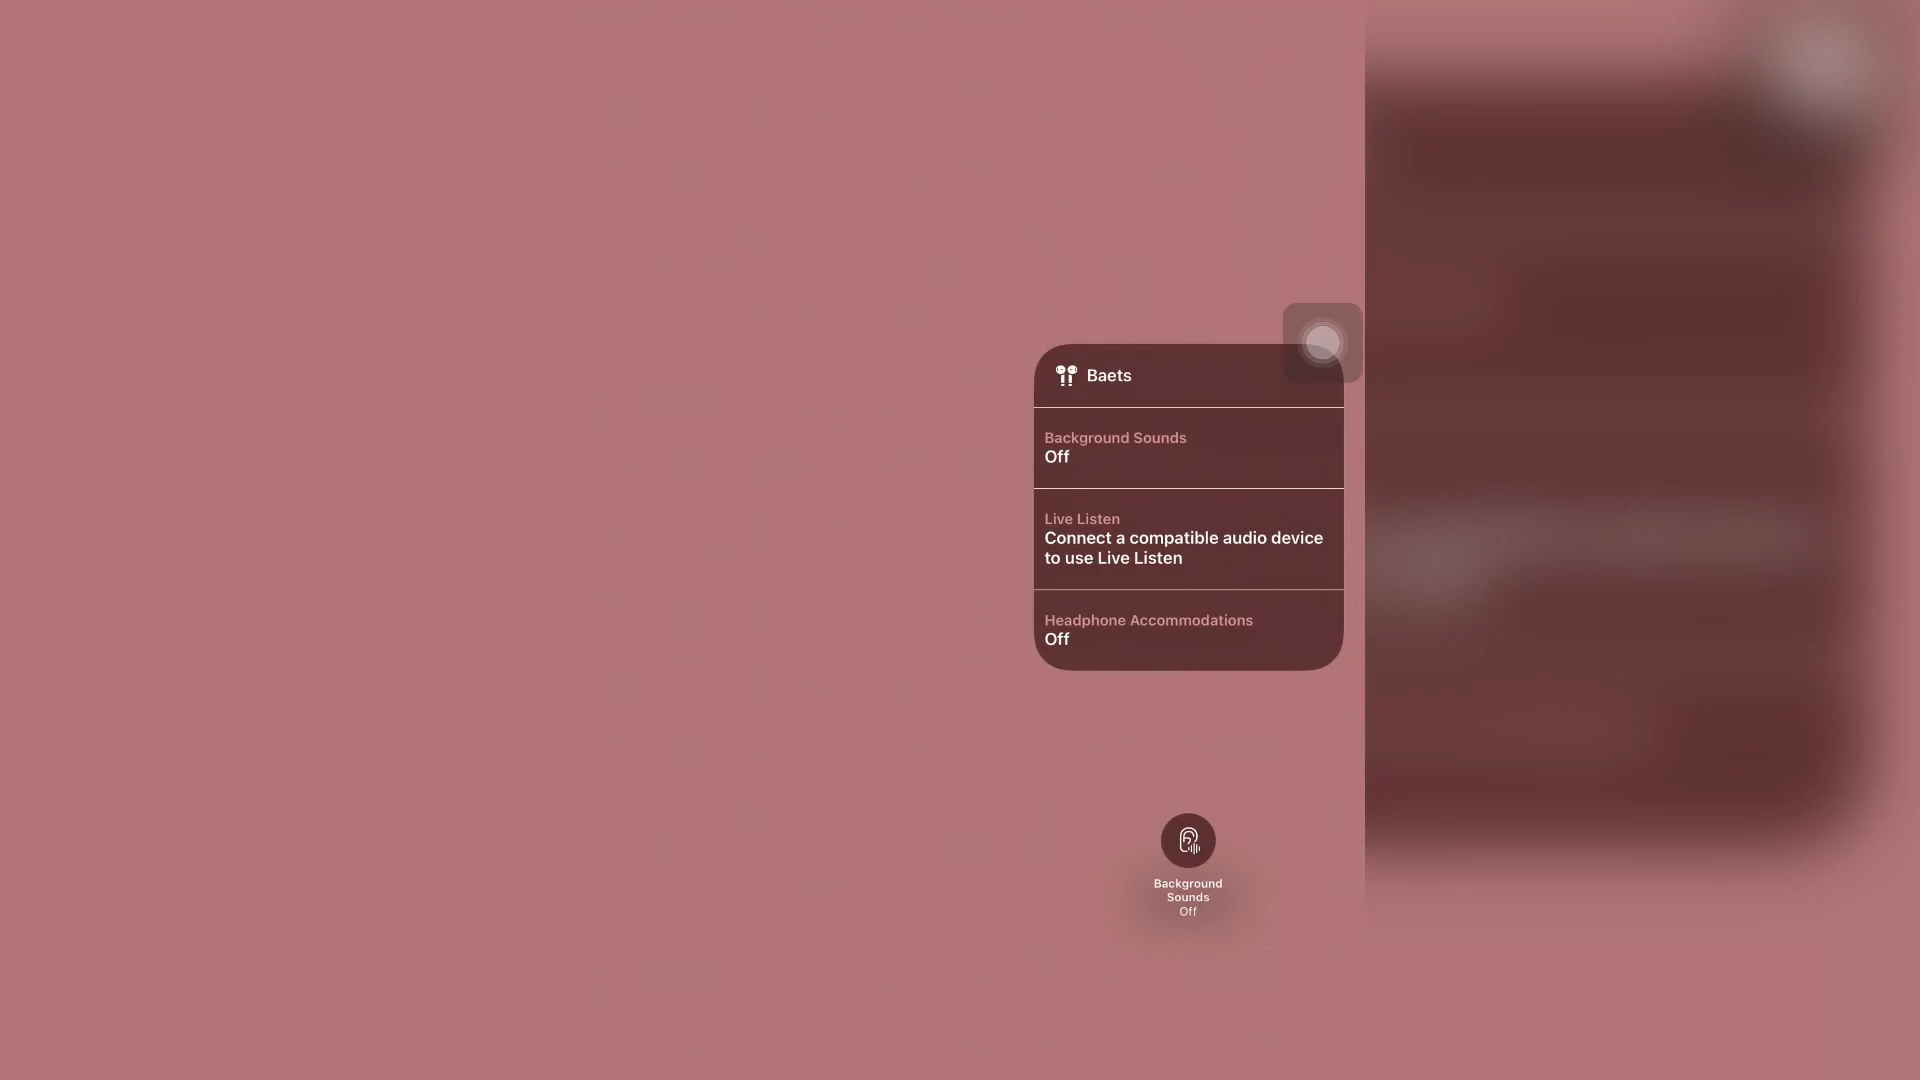 Baets
Background Sounds
Off
Live Listen
Connect a compatible audio device
to use Live Listen
Headphone Accommodations
Off
Background
Sounds
Off